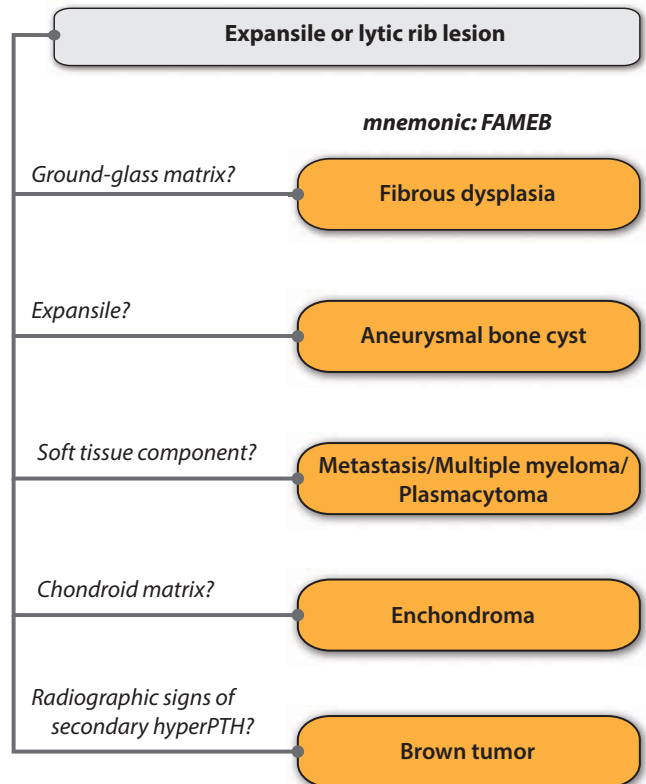 Expansile or lytic rib lesion
mnemonic: FAMEB
Ground-glass matrix?
Fibrous dysplasia
Expansile?
Aneurysmal bone cyst
Soft tissue component?
Metastasis/Multiple myeloma/
Plasmacytoma
Chondroid matrix?
Enchondroma
Radiographic signs of
secondary hyperPTH?
Brown tumor